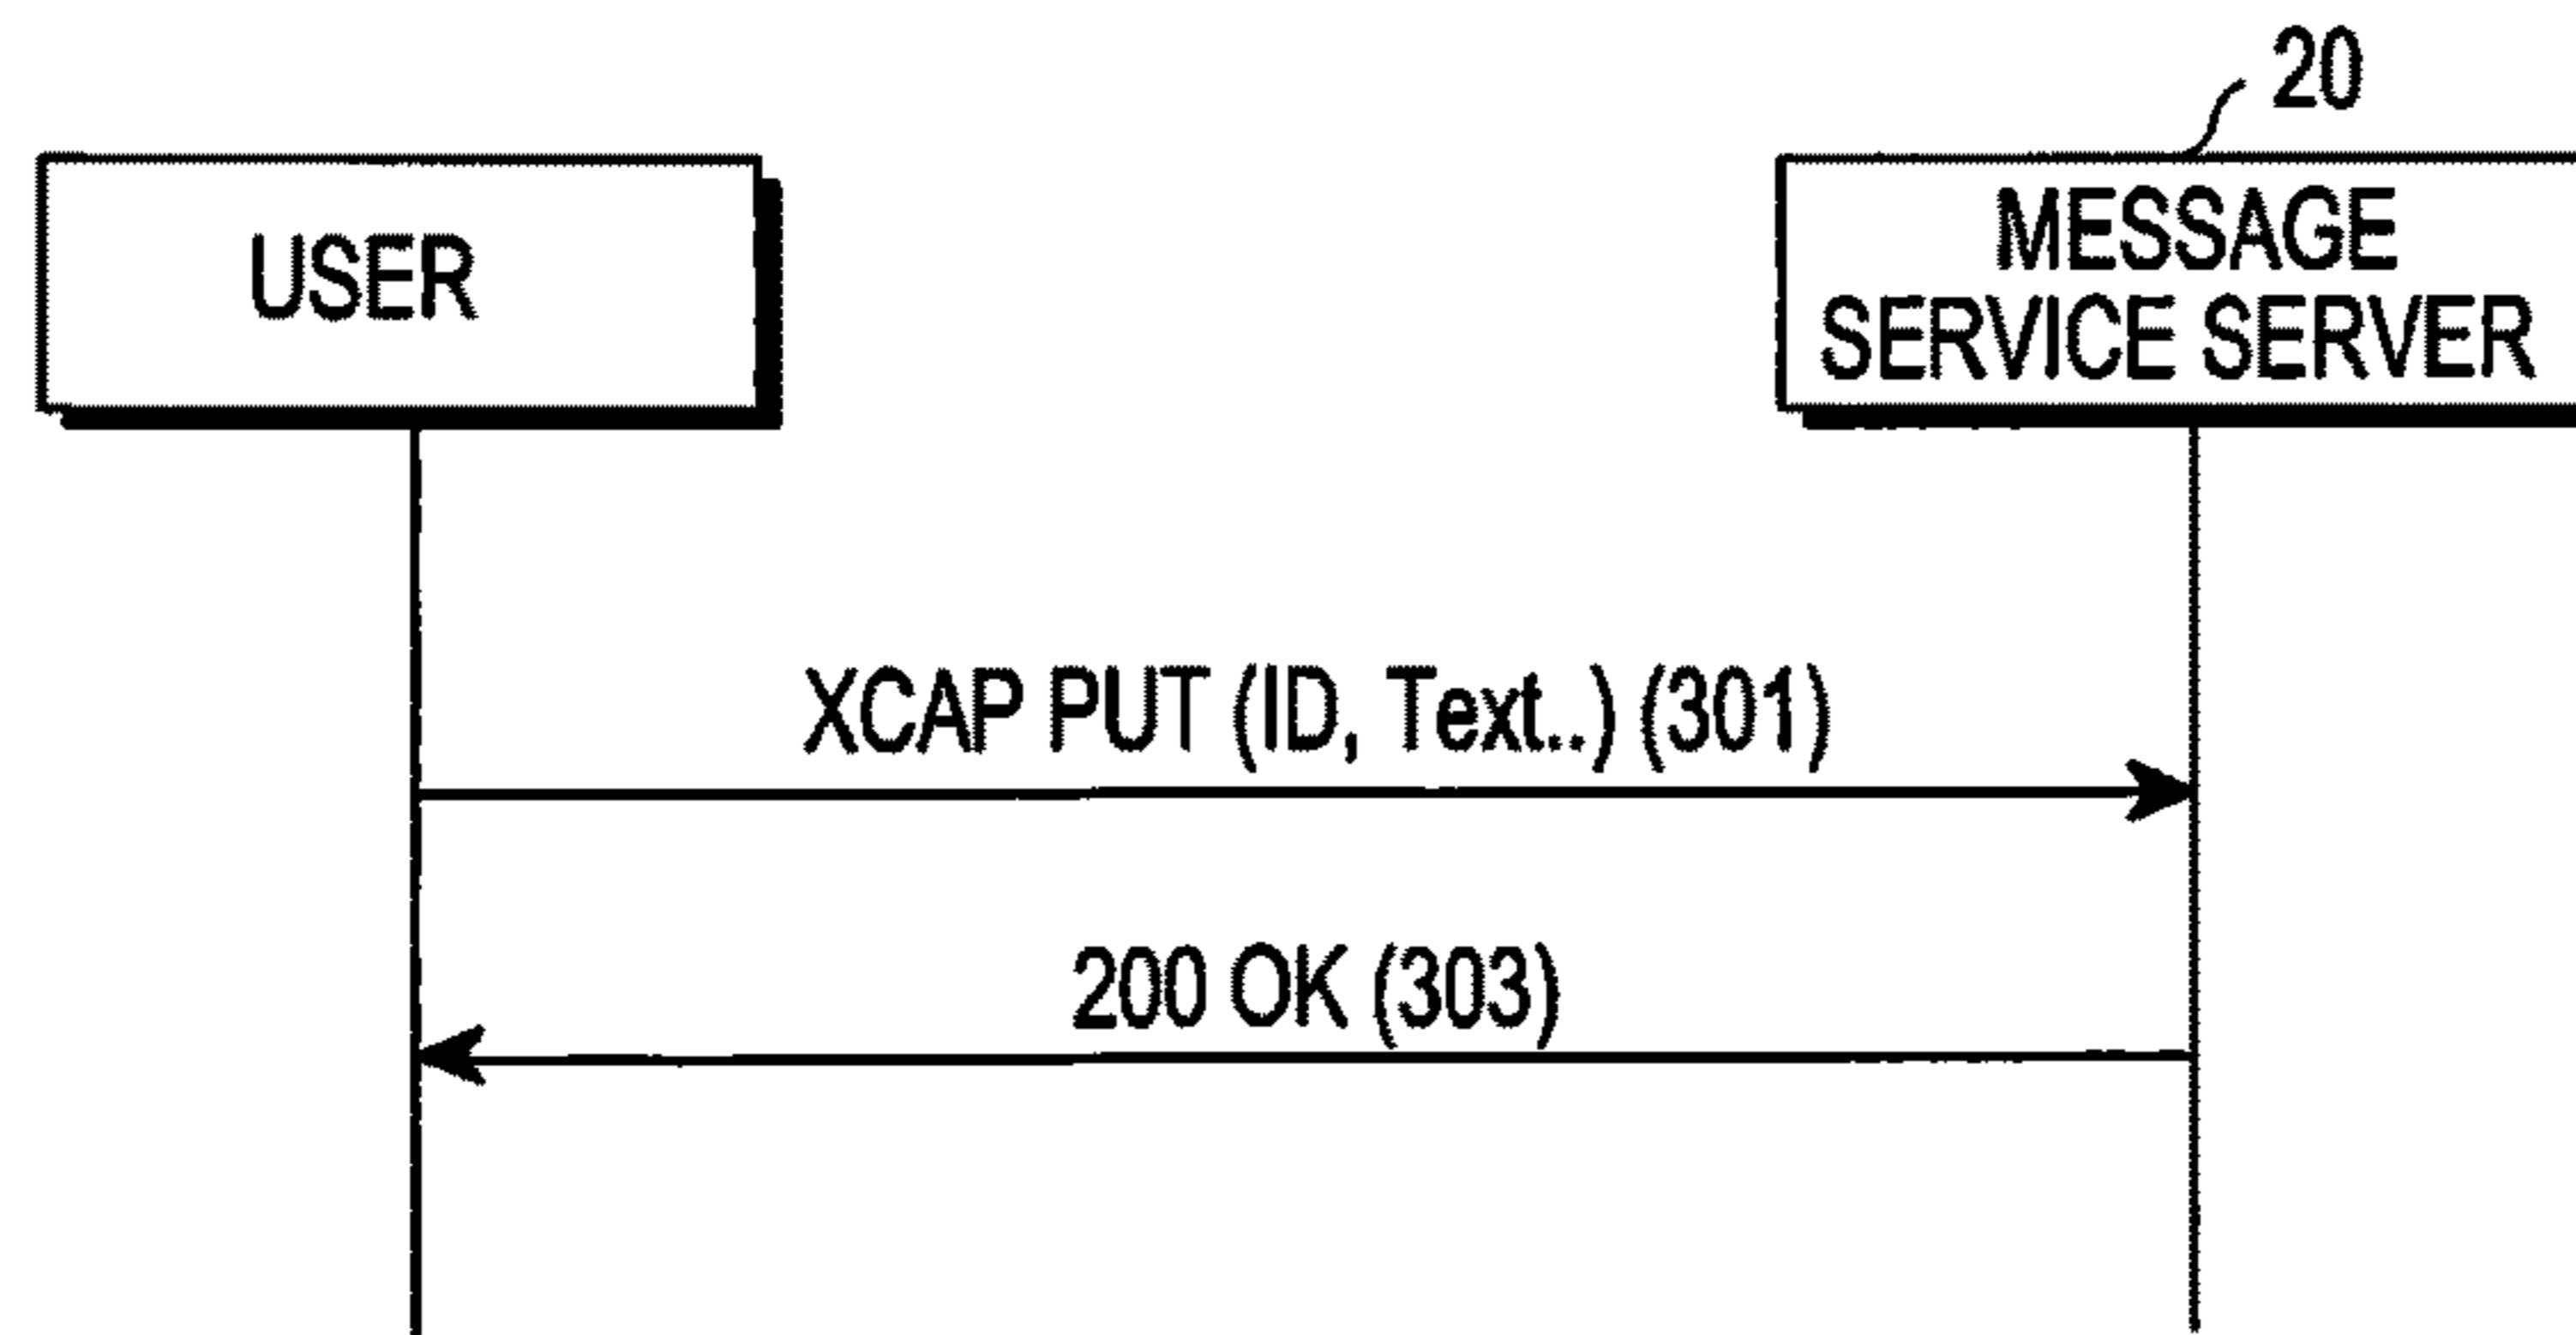 20
USER
MESSAGE
SERVICE SERVER
XCAP PUT (ID, Text..) (301)
200 OK (303)